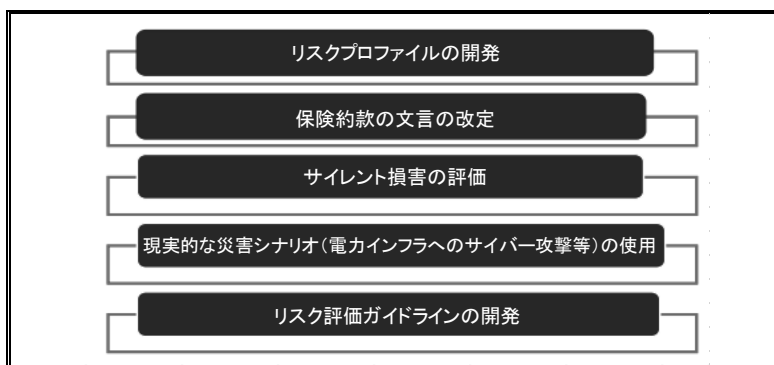 リスクプロファイルの開発
保険約款の文言の改定
サイレント損害の評価
現実的な災害シナリオ（電力インフラへのサイバー攻撃等）の使用
リスク評価ガイドラインの開発